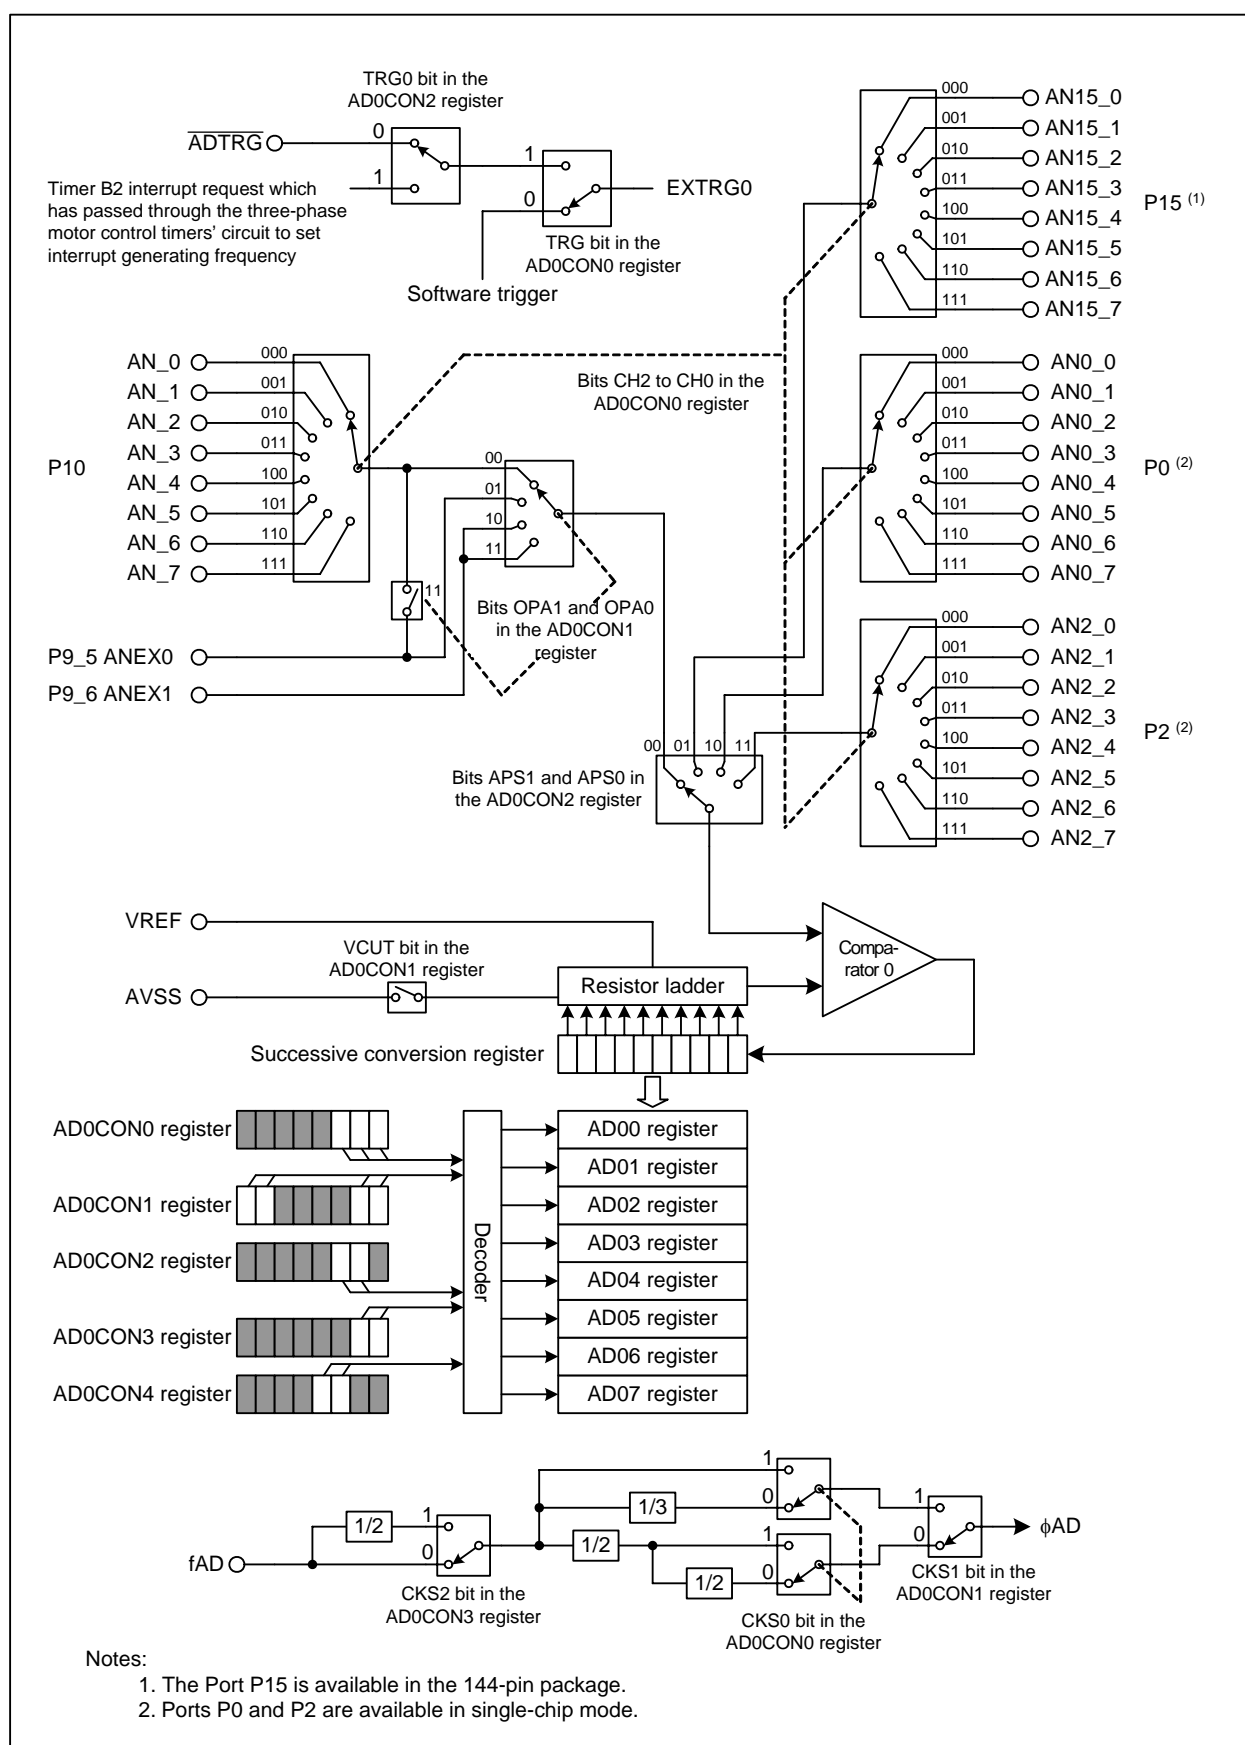 TRG0 bit in the
AD0CON2 register
ADTRG
0
1
Timer B2 interrupt request which
has passed through the three-phase
motor control timers' circuit to set
interrupt generating frequency
1
0
EXTRG0
TRG bit in the
AD0CON0 register
Software trigger
000
001
010
011
100
101
110
111
AN15_0
AN15_1
AN15_2
AN15_3
AN15_4
AN15_5
AN15_6
AN15_7
P15 (1)
P10
AN_0
AN_1
AN_2
AN_3
AN_4
AN_5
AN_6
AN_7
000
001
010
011
100
101
110
111
Bits CH2 to CH0 in the
AD0CON0 register
00
01
10
11
11
Bits OPA1 and OPA0
in the AD0CON1
register
P9_5 ANEX0
P9_6 ANEX1
000
001
010
011
100
101
110
111
AN0_0
AN0_1
AN0_2
AN0_3
AN0_4
AN0_5
AN0_6
AN0_7
P0 (2)
000
001
010
011
100
101
110
111
AN2_0
AN2_1
AN2_2
AN2_3
AN2_4
AN2_5
AN2_6
AN2_7
P2 (2)
00 01 10 11
Bits APS1 and APS0 in
the AD0CON2 register
VREF
VCUT bit in the
AD0CON1 register
AVSS
Resistor ladder
Compa-
rator 0
Successive conversion register
AD0CON0 register
AD0CON1 register
AD0CON2 register
AD0CON3 register
AD0CON4 register
Decoder
AD00 register
AD01 register
AD02 register
AD03 register
AD04 register
AD05 register
AD06 register
AD07 register
fAD
1/2
1
0
CKS2 bit in the
AD0CON3 register
1/3
1
0
1/2
1/2
1
0
CKS0 bit in the
AD0CON0 register
1
0
CKS1 bit in the
AD0CON1 register
ϕAD
Notes:
1. The Port P15 is available in the 144-pin package.
2. Ports P0 and P2 are available in single-chip mode.